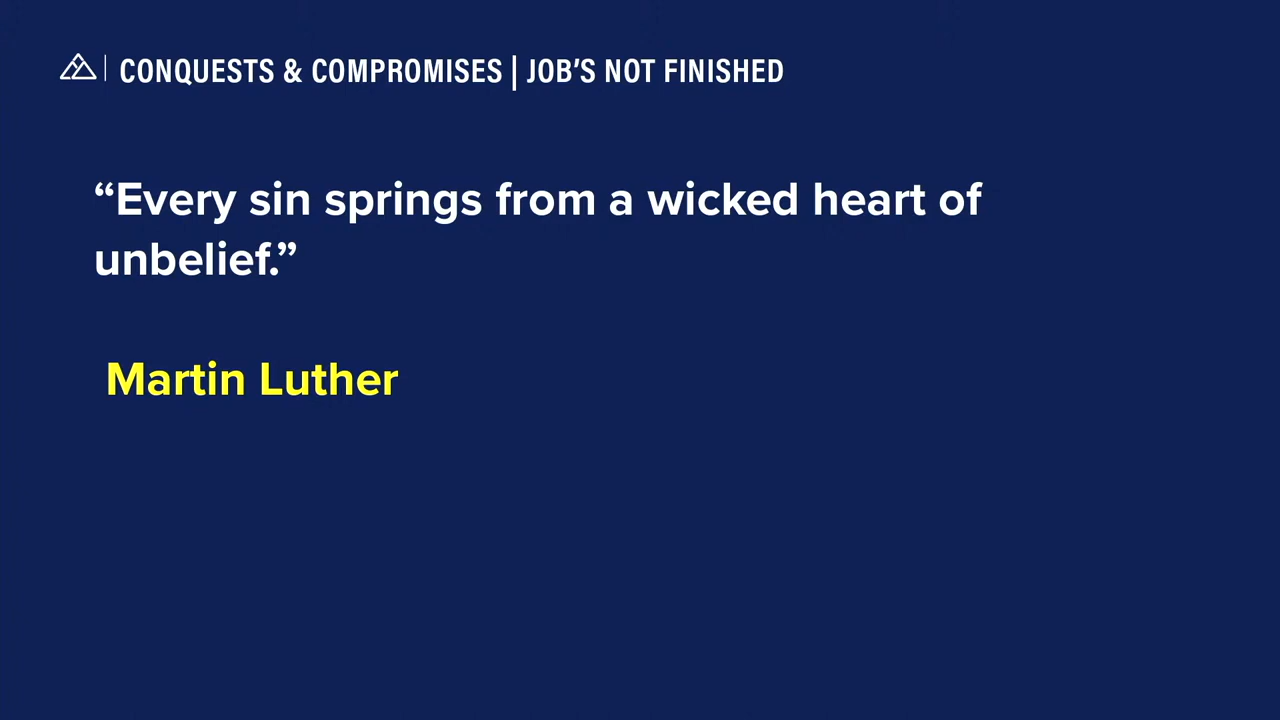 CONQUESTS & COMPROMISES | JOB’S NOT FINISHED
“Every sin springs from a wicked heart of
unbelief.”
Martin Luther